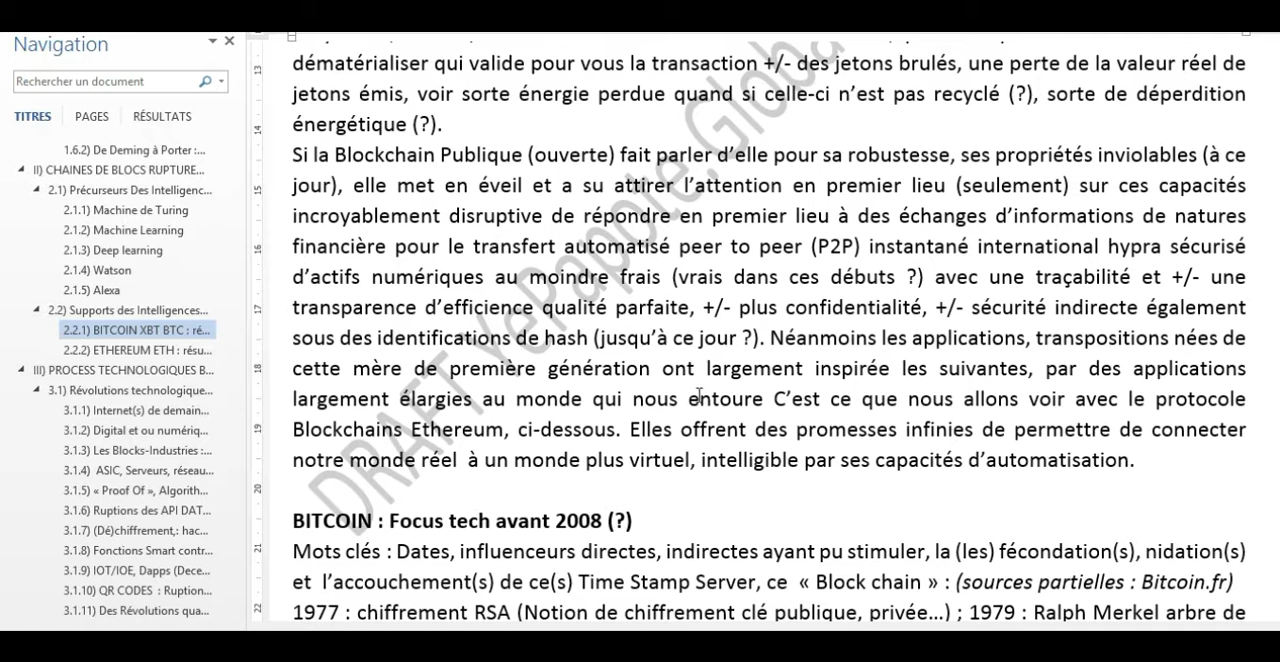 Navigation
Rechercher un document
TITRES PAGES RÉSULTATS
1.6.2) De Deming à Porter :...
II) CHAINES DE BLOCS RUPTURE...
2.1) Précurseurs Des Intelligenc...
2.1.1) Machine de Turing
2.1.2) Machine Learning
2.1.3) Deep learning
2.1.4) Watson
2.1.5) Alexa
2.2) Supports des Intelligences...
2.2.1) BITCOIN XBT BTC : ré...
2.2.2) ETHEREUM ETH : résu...
III) PROCESS TECHNOLOGIQUES B...
3.1) Révolutions technologique...
3.1.1) Internet(s) de demain...
3.1.2) Digital et ou numériq...
3.1.3) Les Blocks-Industries :...
3.1.4) ASIC, Serveurs, réseau...
3.1.5) « Proof Of », Algorith...
3.1.6) Ruptions des API DAT...
3.1.7) (Dé)chiffrement,: hac...
3.1.8) Fonctions Smart contr...
3.1.9) IOT/IOE, Dapps (Dece...
3.1.10) QR CODES : Ruption...
3.1.11) Des Révolutions qua...
13
14
15
16
17
18
19
20
21
22
dématérialiser qui valide pour vous la transaction +/- des jetons brulés, une perte de la valeur réel de
jetons émis, voir sorte énergie perdue quand si celle-ci n’est pas recyclé (?), sorte de déperdition
énergétique (?).
Si la Blockchain Publique (ouverte) fait parler d’elle pour sa robustesse, ses propriétés inviolables (à ce
jour), elle met en éveil et a su attirer l’attention en premier lieu (seulement) sur ces capacités
incroyablement disruptive de répondre en premier lieu à des échanges d’informations de natures
financière pour le transfert automatisé peer to peer (P2P) instantané international hypra sécurisé
d’actifs numériques au moindre frais (vrais dans ces débuts ?) avec une traçabilité et +/- une
transparence d’efficience qualité parfaite, +/- plus confidentialité, +/- sécurité indirecte également
sous des identifications de hash (jusqu’à ce jour ?). Néanmoins les applications, transpositions nées de
cette mère de première génération ont largement inspirée les suivantes, par des applications
largement élargies au monde qui nous entoure C’est ce que nous allons voir avec le protocole
Blockchains Ethereum, ci-dessous. Elles offrent des promesses infinies de permettre de connecter
notre monde réel à un monde plus virtuel, intelligible par ses capacités d’automatisation.
BITCOIN : Focus tech avant 2008 (?)
Mots clés : Dates, influenceurs directes, indirectes ayant pu stimuler, la (les) fécondation(s), nidation(s)
et l’accouchement(s) de ce(s) Time Stamp Server, ce « Block chain » : (sources partielles : Bitcoin.fr)
1977 : chiffrement RSA (Notion de chiffrement clé publique, privée…) ; 1979 : Ralph Merkel arbre de